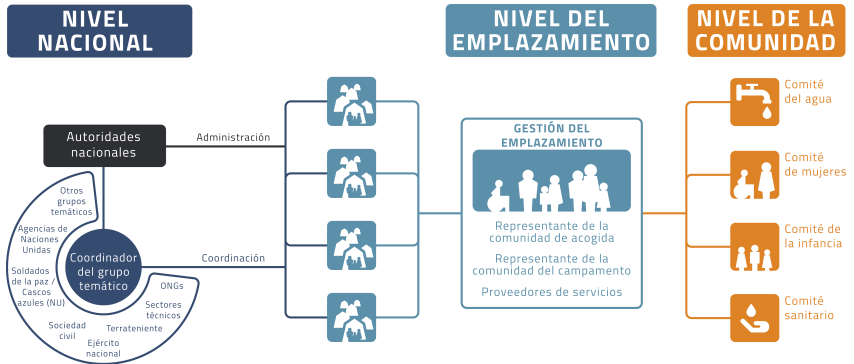 NIVEL
NACIONAL
NIVEL DEL
EMPLAZAMIENTO
NIVEL DE LA
COMUNIDAD
Autoridades
nacionales
Administración
Otros
grupos
temáticos
Agencias de
Naciones
Unidas
Soldados
de la paz /
Cascos
azules (NU)
Sociedad
civil
Ejército
nacional
Terrateniente
Sectores
técnicos
ONGs
Coordinador
del grupo
temático
Coordinación
GESTIÓN DEL
EMPLAZAMIENTO
Representante de la
comunidad de acogida
Representante de la
comunidad del campamento
Proveedores de servicios
Comité
del agua
Comité
de mujeres
Comité de
la infancia
Comité
sanitario